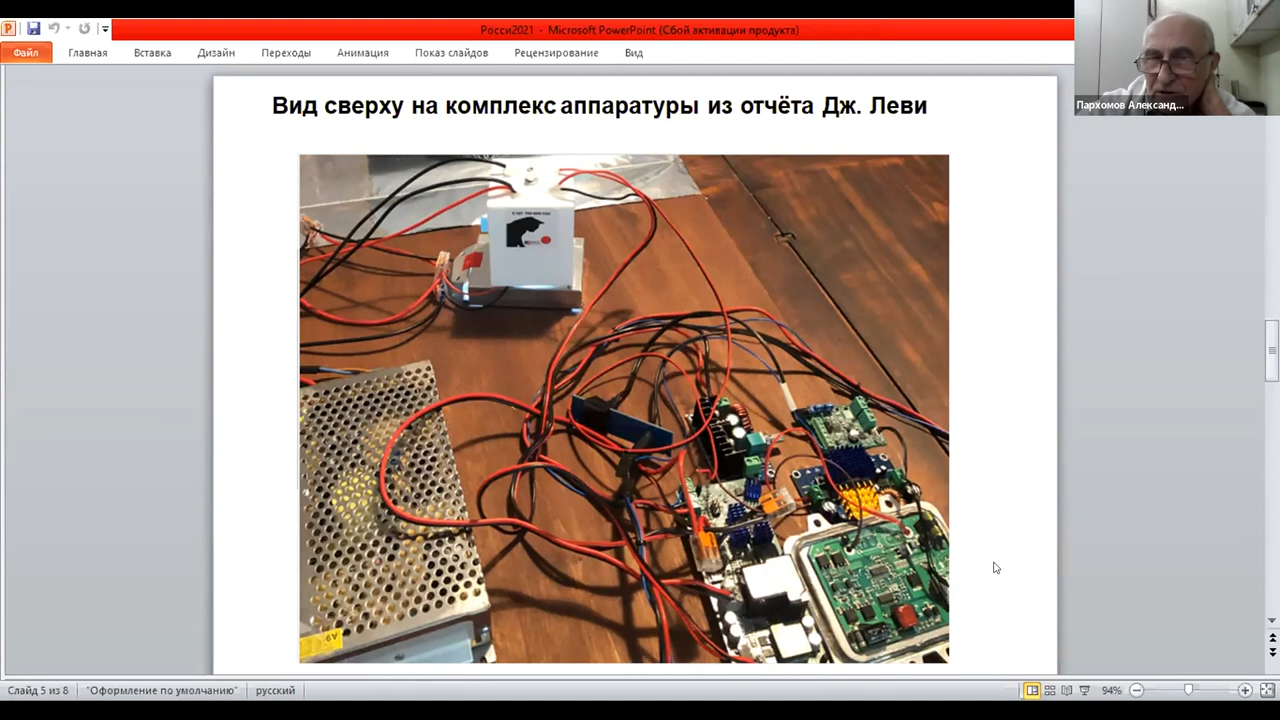 Росси2021 - Microsoft PowerPoint (Сбой активации продукта)
Файл Главная Вставка Дизайн Переходы Анимация Показ слайдов Рецензирование Вид
Пархомов Александ...
Вид сверху на комплекс аппаратуры из отчёта Дж. Леви
A9
Слайд 5 из 8 "Оформление по умолчанию" русский 94%